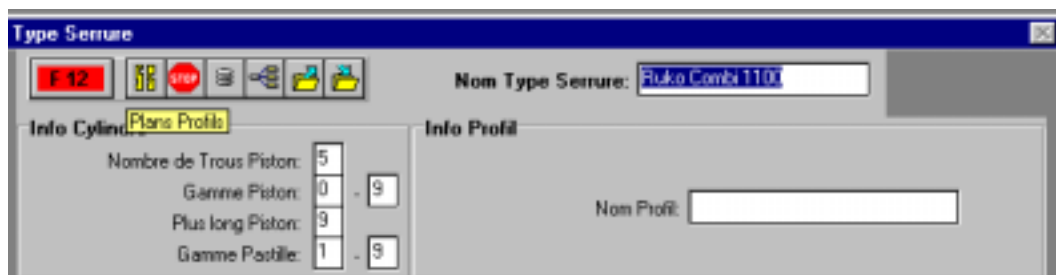 Type Serrure
F 12 STOP Nom Type Serrure: Ruko Combi 1100
Plans Profils
Info Cylindre Info Profil
Nombre de Trous Piston: 5
Gamme Piston: 0 - 9
Nom Profil:
Plus long Piston: 9
Gamme Pastille: 1 - 9